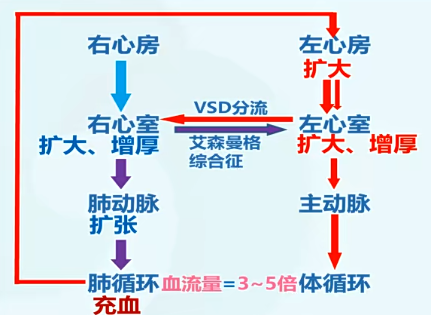 右心房 左心房
扩大
VSD分流
右心室 左心室
扩大、增厚 艾森曼格 扩大、增厚
综合征
肺动脉 主动脉
扩张
肺循环血流量=3~5倍体循环
充血